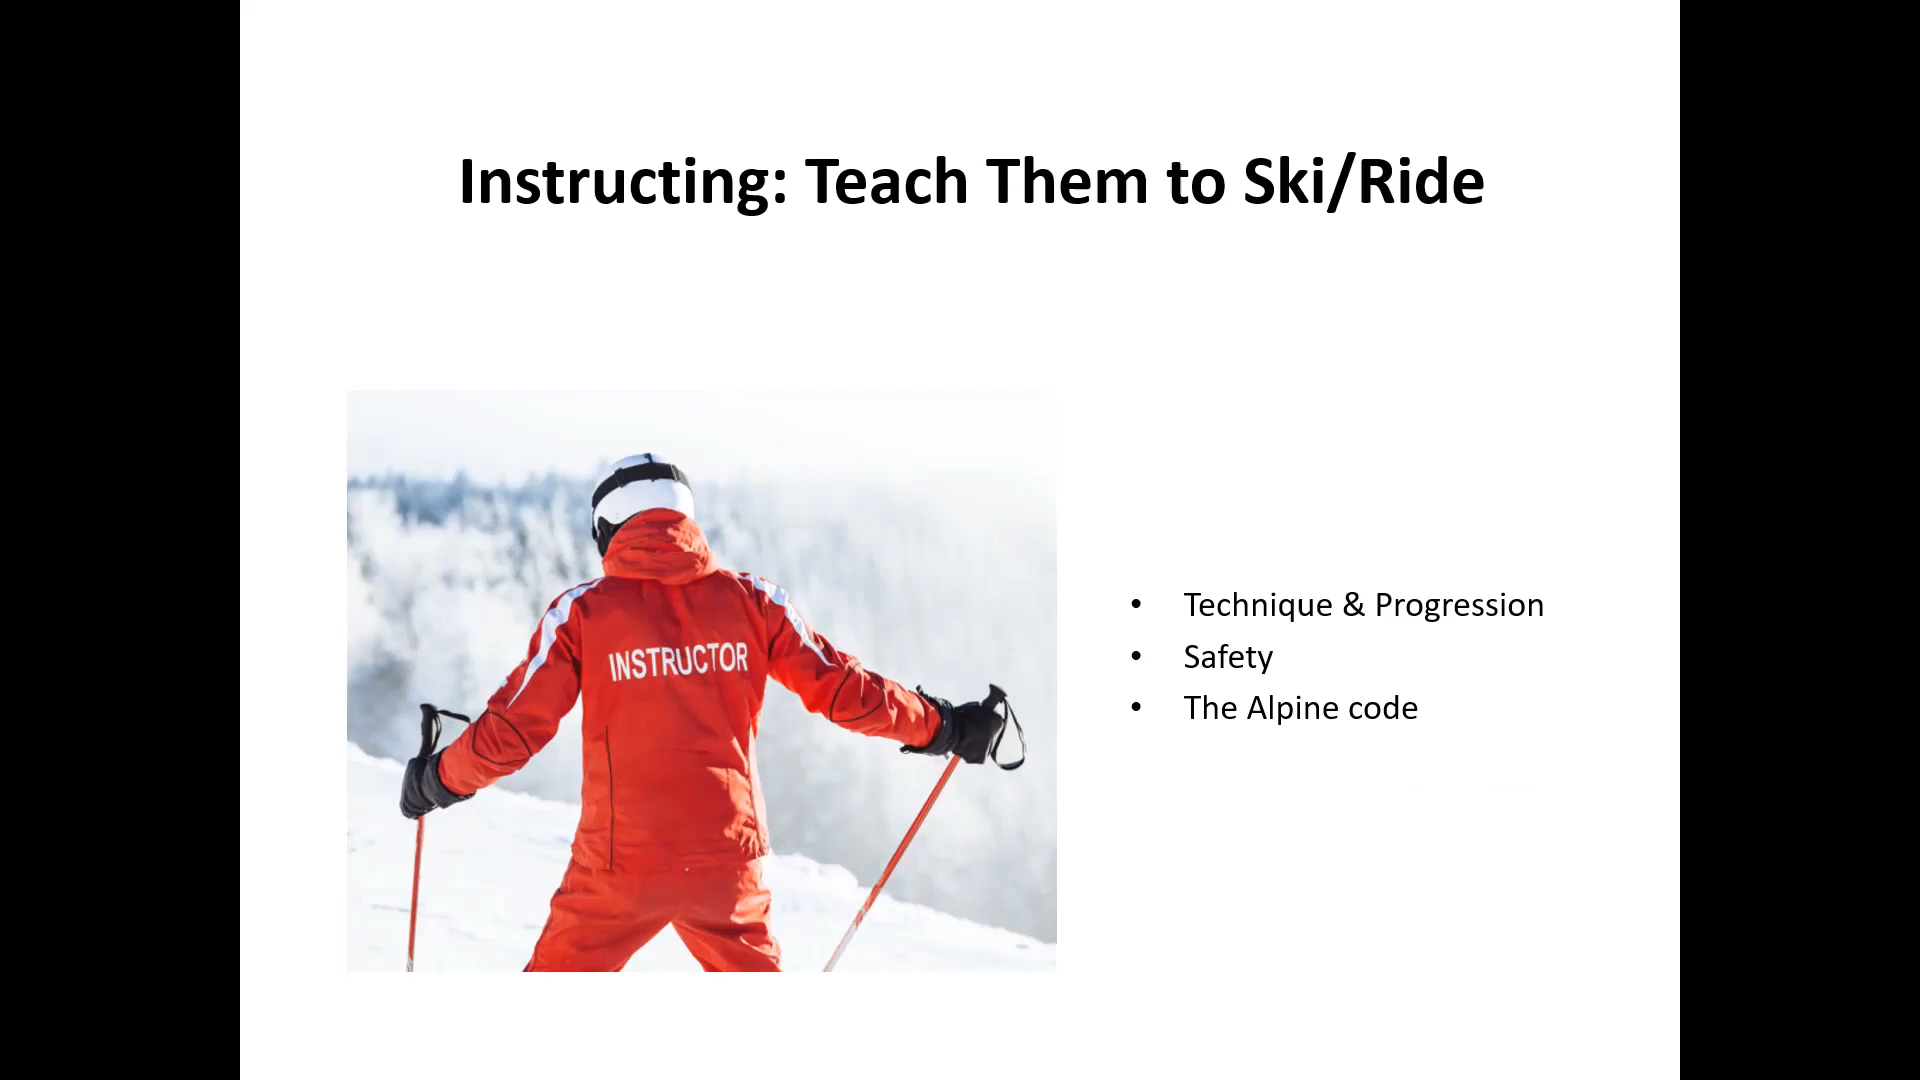 Instructing: Teach Them to Ski/Ride
INSTRUCTOR
• Technique & Progression
• Safety
• The Alpine code